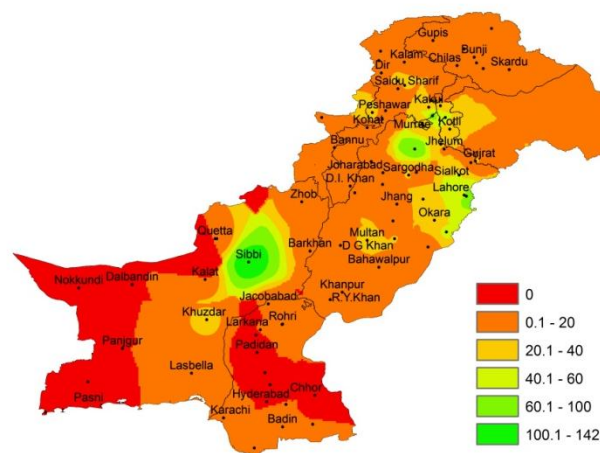 Gupis
Bunji
Kalam
Chilas
Skardu
Dir
Saidu Sharif
Kakul
Peshawar
Kotli
Kohat
Murree
Bannu
Jhelum
Gujrat
Joharabad
Sialkot
D.I. Khan
Sargodha
Lahore
Zhob
Jhang
Okara
Quetta
Multan
Barkhan
D G Khan
Sibbi
Bahawalpur
Nokkundi
Dalbandin
Kalat
Khanpur
R.Y.Khan
Jacobabad
Khuzdar
Rohri
Larkana
Panjgur
Padidan
Lasbella
Pasni
Hyderabad
Chhor
Karachi
Badin
0
0.1 - 20
20.1 - 40
40.1 - 60
60.1 - 100
100.1 - 142